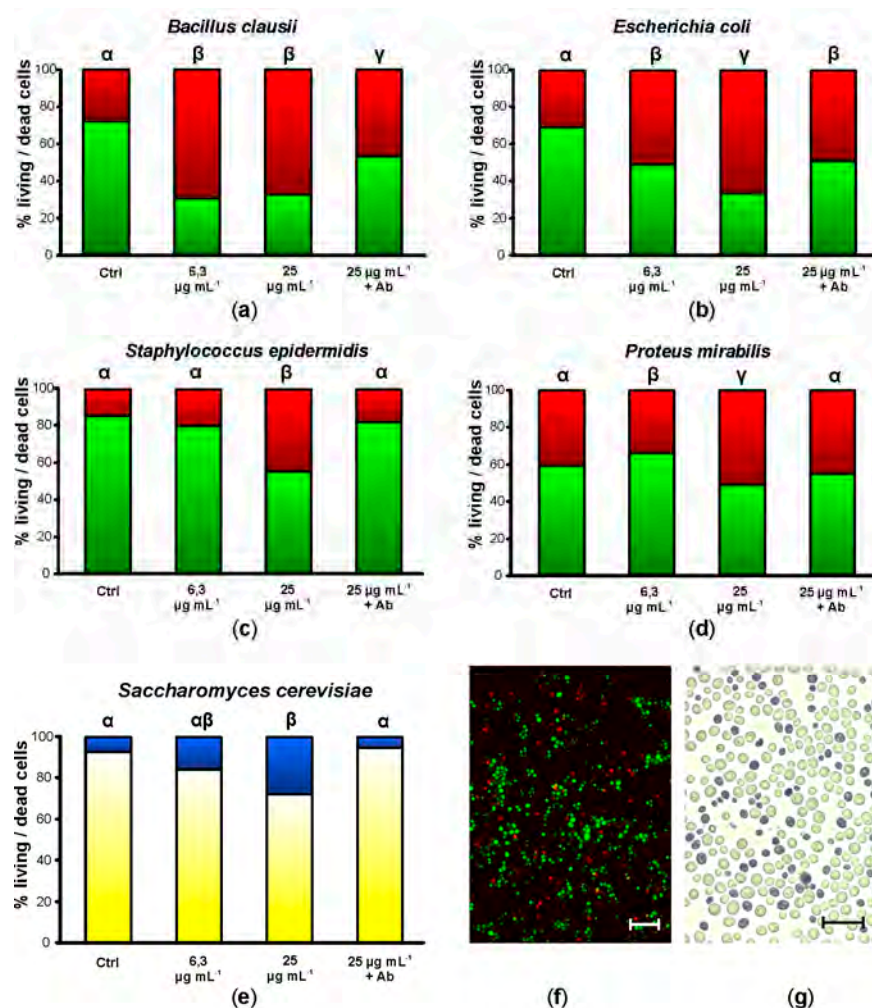 Bacillus clausii
α β β γ
% living / dead cells
100
80
60
40
20
0
Ctrl
6,3
µg mL⁻¹
25
µg mL⁻¹
25 µg mL⁻¹
+ Ab
(a)
Escherichia coli
α β γ β
% living / dead cells
100
80
60
40
20
0
Ctrl
6,3
µg mL⁻¹
25
µg mL⁻¹
25 µg mL⁻¹
+ Ab
(b)
Staphylococcus epidermidis
α α β α
% living / dead cells
100
80
60
40
20
0
Ctrl
6,3
µg mL⁻¹
25
µg mL⁻¹
25 µg mL⁻¹
+ Ab
(c)
Proteus mirabilis
α β γ α
% living / dead cells
100
80
60
40
20
0
Ctrl
6,3
µg mL⁻¹
25
µg mL⁻¹
25 µg mL⁻¹
+ Ab
(d)
Saccharomyces cerevisiae
α αβ β α
% living / dead cells
100
80
60
40
20
0
Ctrl
6,3
µg mL⁻¹
25
µg mL⁻¹
25 µg mL⁻¹
+ Ab
(e)
(f)
(g)